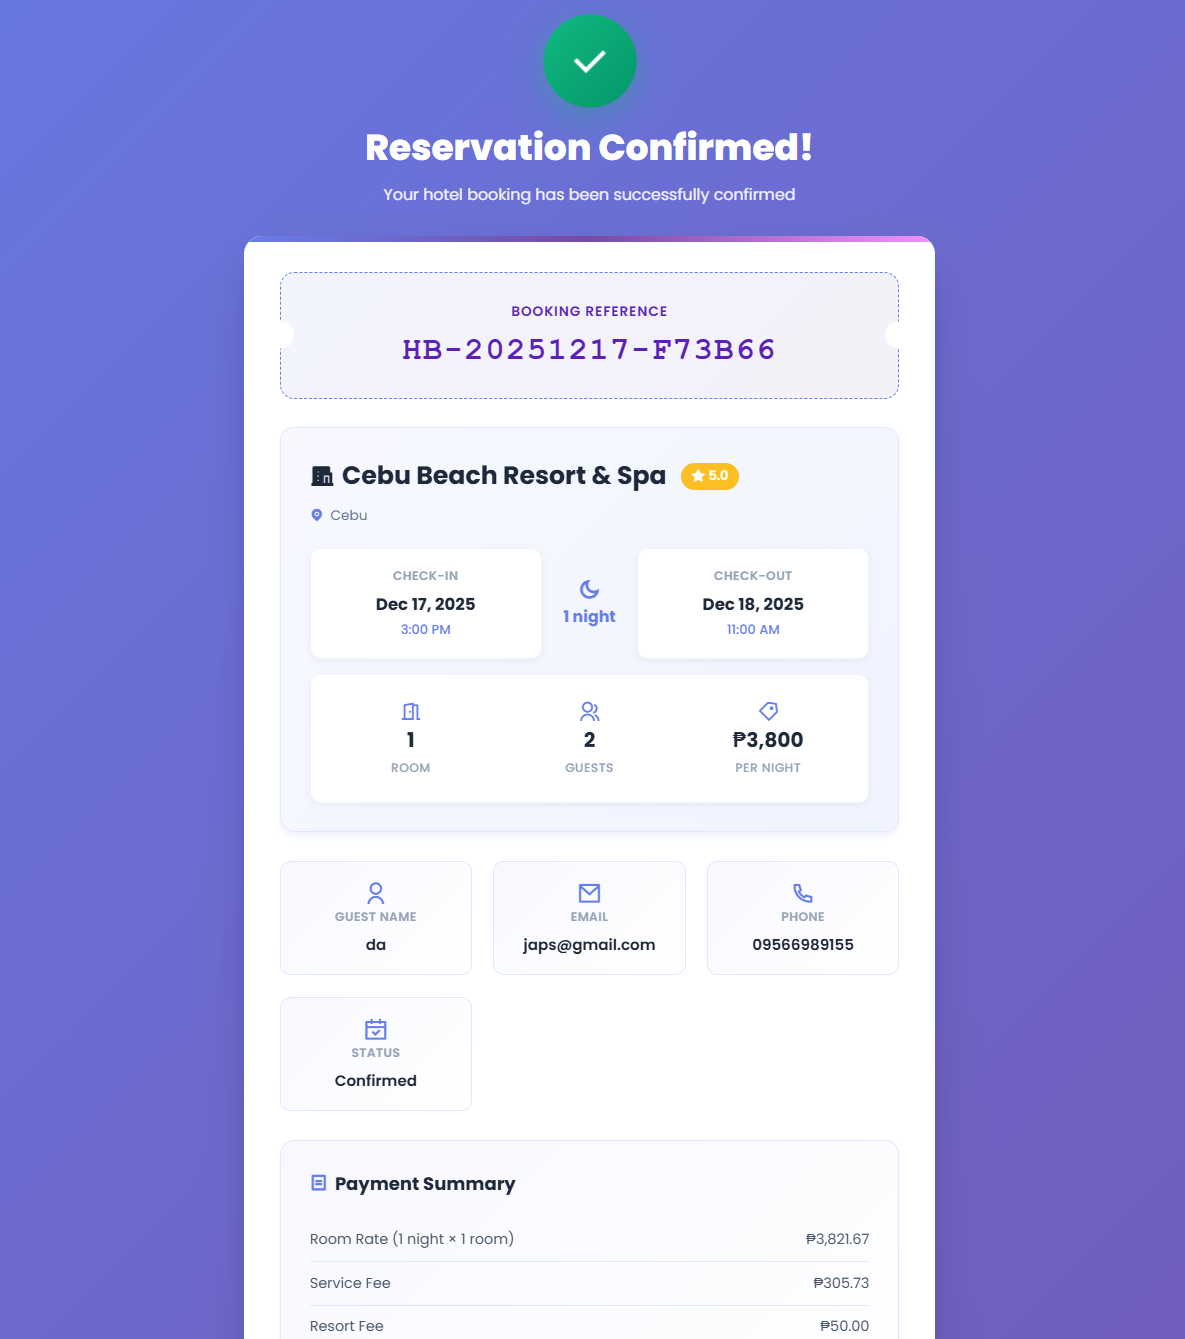 Reservation Confirmed!
Your hotel booking has been successfully confirmed
BOOKING REFERENCE
HB-20251217-F73B66
Cebu Beach Resort & Spa 5.0
Cebu
CHECK-IN
Dec 17, 2025
3:00 PM
1 night
CHECK-OUT
Dec 18, 2025
11:00 AM
1
ROOM
2
GUESTS
₱3,800
PER NIGHT
GUEST NAME
da
EMAIL
japs@gmail.com
PHONE
09566989155
STATUS
Confirmed
Payment Summary
Room Rate (1 night × 1 room) ₱3,821.67
Service Fee ₱305.73
Resort Fee ₱50.00